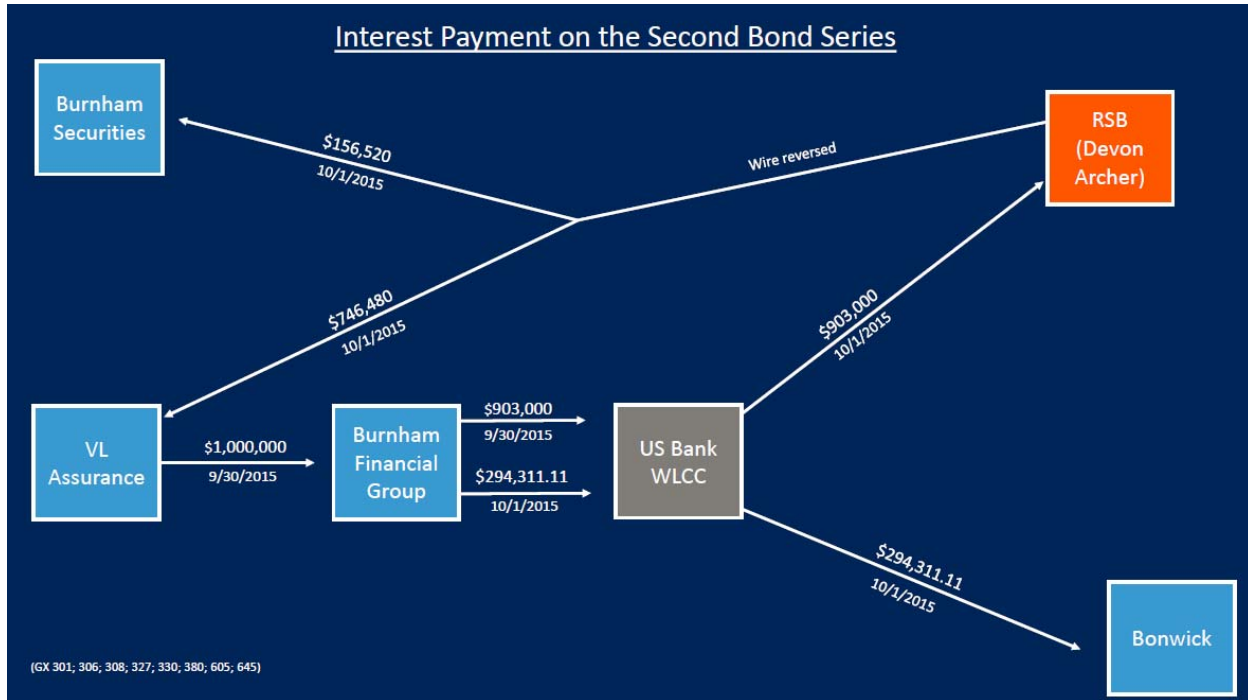 Interest Payment on the Second Bond Series
Burnham
Securities
$156,520
10/1/2015
Wire reversed
RSB
(Devon
Archer)
$746,480
10/1/2015
$903,000
10/1/2015
VL
Assurance
$1,000,000
9/30/2015
Burnham
Financial
Group
$903,000
9/30/2015
$294,311.11
10/1/2015
US Bank
WLCC
$294,311.11
10/1/2015
Bonwick
(GX 301; 306; 308; 327; 330; 380; 605; 645)